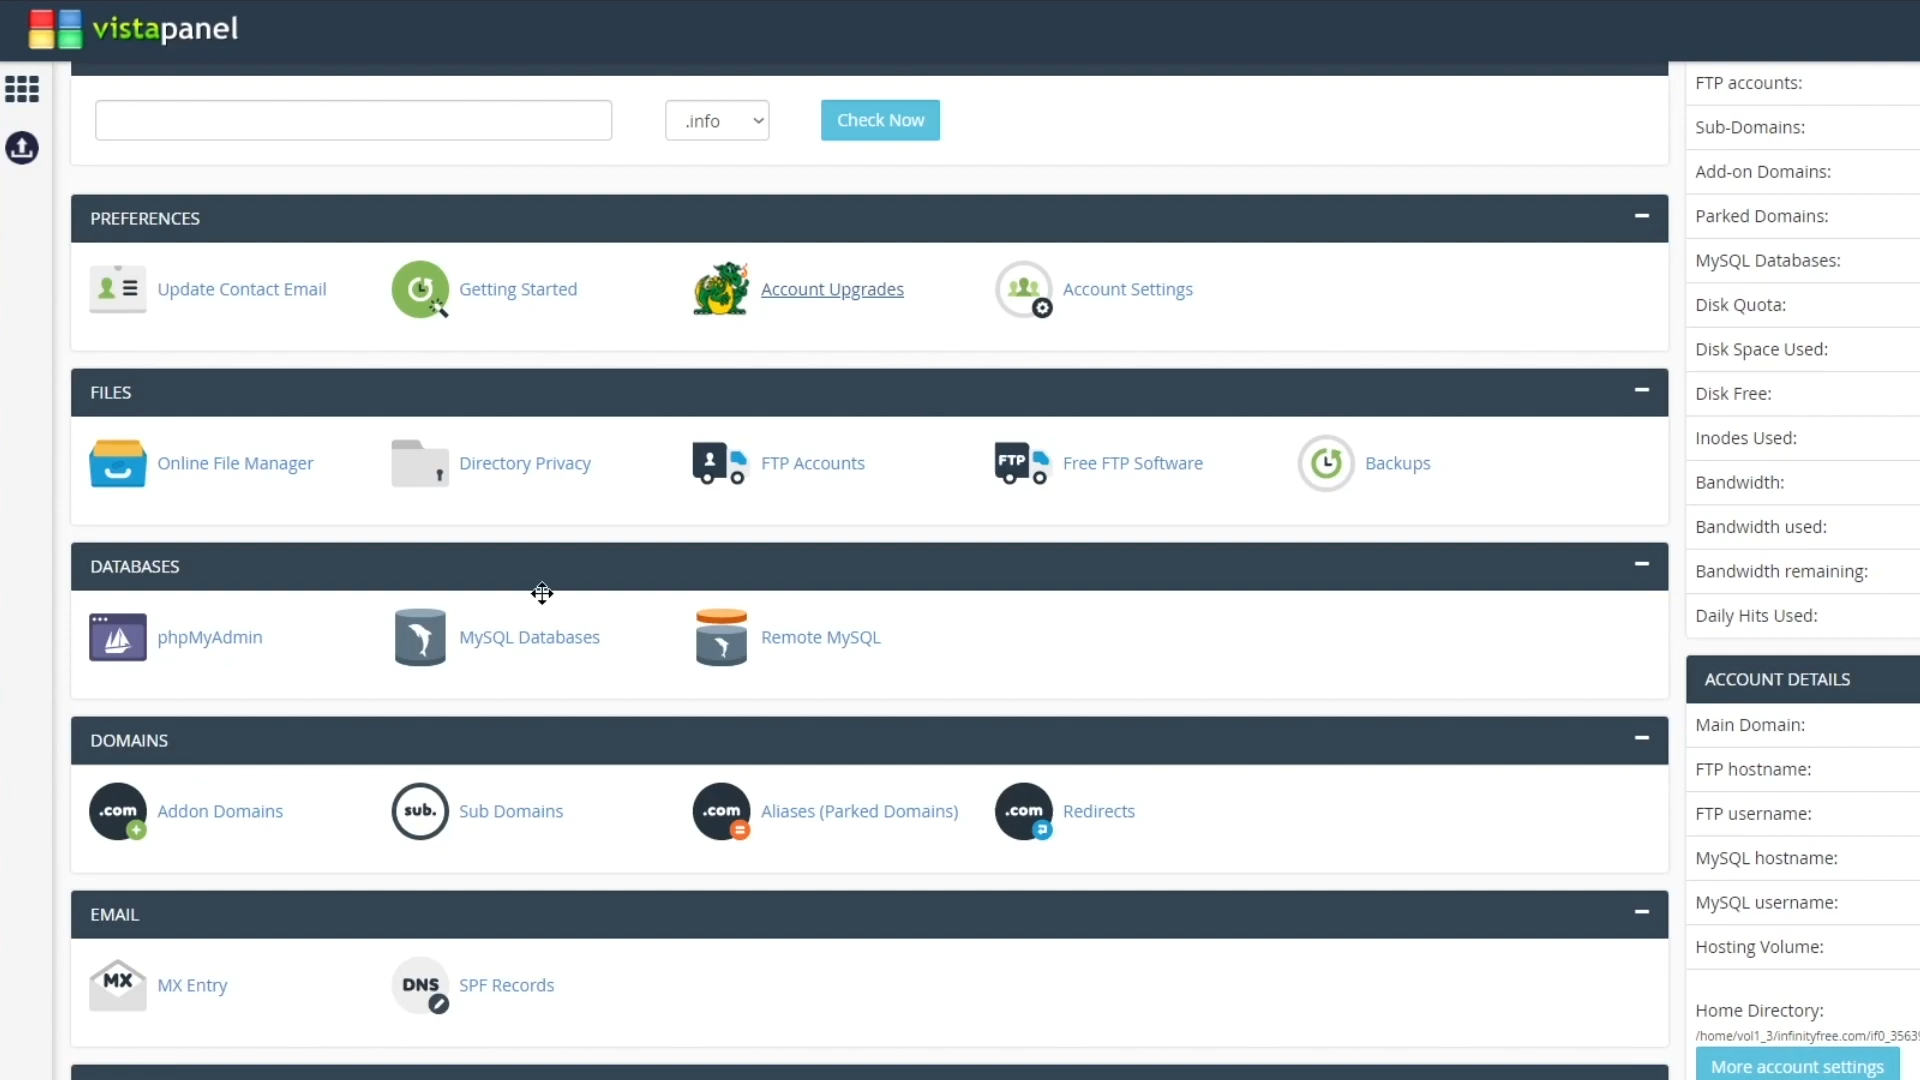 vistapanel
.info
Check Now
PREFERENCES
Update Contact Email
Getting Started
Account Upgrades
Account Settings
FILES
Online File Manager
Directory Privacy
FTP Accounts
FTP
Free FTP Software
Backups
DATABASES
phpMyAdmin
MySQL Databases
Remote MySQL
DOMAINS
.com
Addon Domains
sub.
Sub Domains
.com
Aliases (Parked Domains)
.com
Redirects
EMAIL
MX
MX Entry
DNS
SPF Records
FTP accounts:
Sub-Domains:
Add-on Domains:
Parked Domains:
MySQL Databases:
Disk Quota:
Disk Space Used:
Disk Free:
Inodes Used:
Bandwidth:
Bandwidth used:
Bandwidth remaining:
Daily Hits Used:
ACCOUNT DETAILS
Main Domain:
FTP hostname:
FTP username:
MySQL hostname:
MySQL username:
Hosting Volume:
Home Directory:
/home/vol1_3/infinityfree.com/if0_3563
More account settings